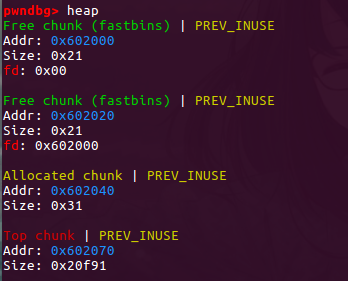 pwndbg> heap
Free chunk (fastbins) | PREV_INUSE
Addr: 0x602000
Size: 0x21
fd: 0x00
Free chunk (fastbins) | PREV_INUSE
Addr: 0x602020
Size: 0x21
fd: 0x602000
Allocated chunk | PREV_INUSE
Addr: 0x602040
Size: 0x31
Top chunk | PREV_INUSE
Addr: 0x602070
Size: 0x20f91